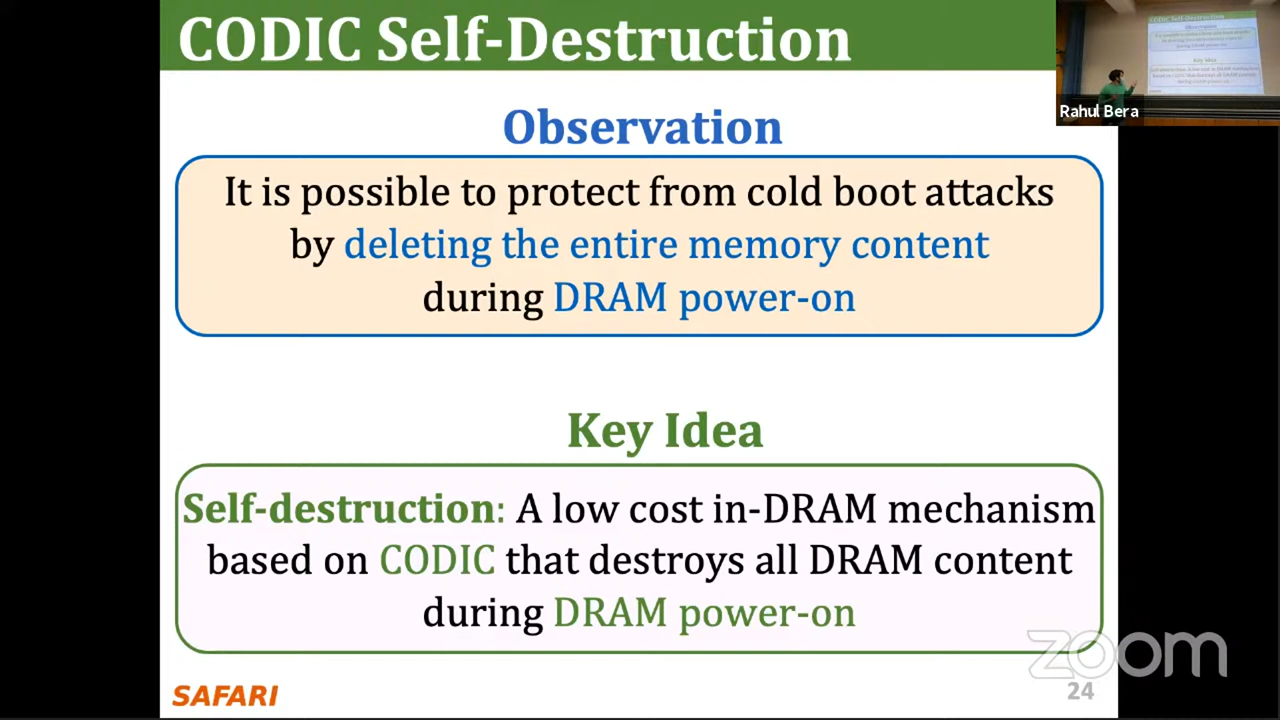 CODIC Self-Destruction
Rahul Bera
Observation
It is possible to protect from cold boot attacks
by deleting the entire memory content
during DRAM power-on
Key Idea
Self-destruction: A low cost in-DRAM mechanism
based on CODIC that destroys all DRAM content
during DRAM power-on
zoom
SAFARI
24